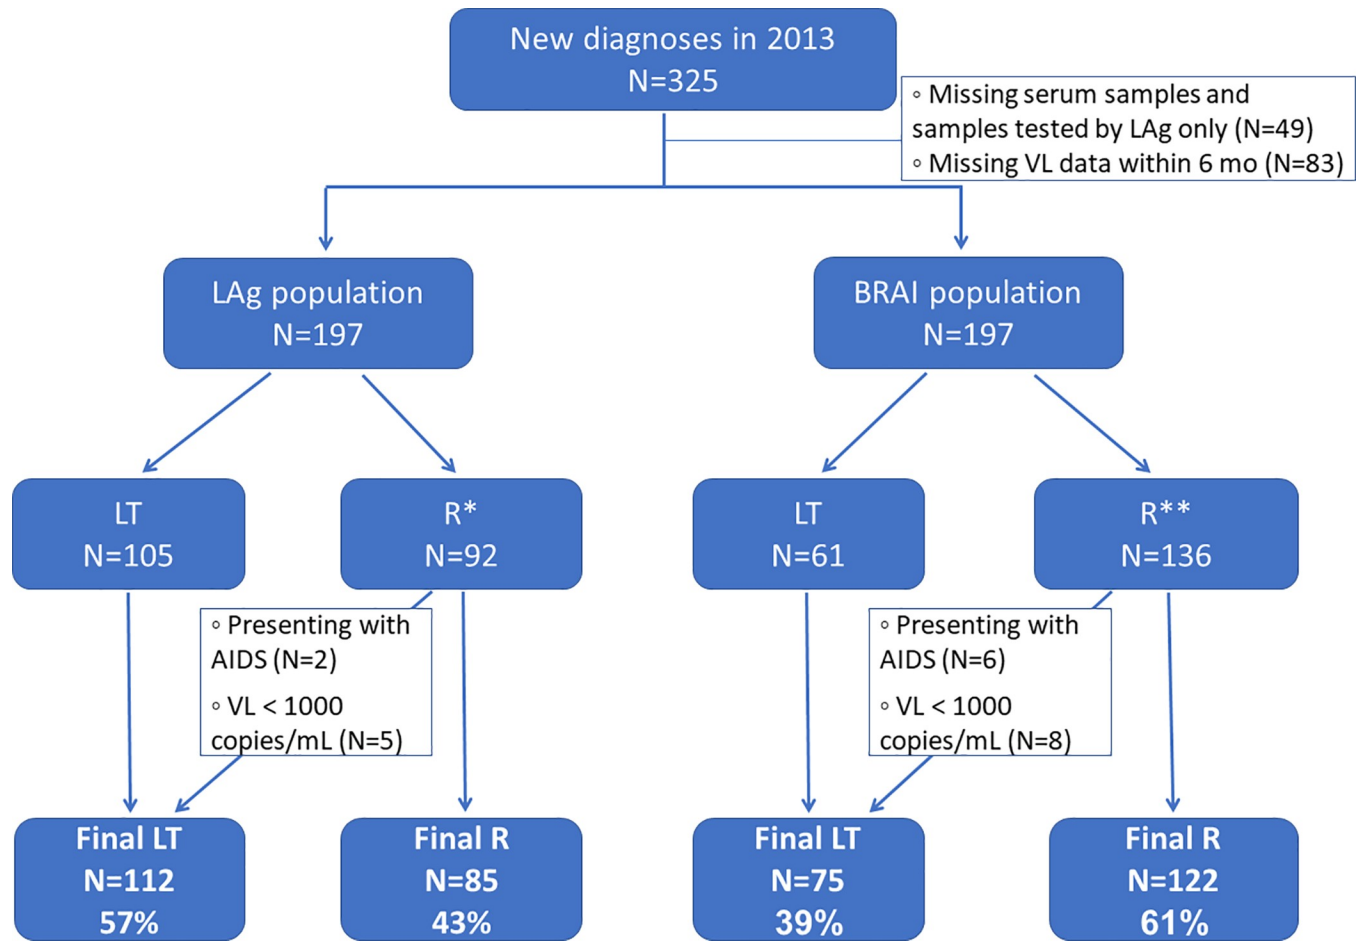 New diagnoses in 2013
N=325
◦ Missing serum samples and
samples tested by LAg only (N=49)
◦ Missing VL data within 6 mo (N=83)
LAg population
N=197
BRAI population
N=197
LT
N=105
R*
N=92
LT
N=61
R**
N=136
◦ Presenting with
AIDS (N=2)
◦ VL < 1000
copies/mL (N=5)
◦ Presenting with
AIDS (N=6)
◦ VL < 1000
copies/mL (N=8)
Final LT
N=112
57%
Final R
N=85
43%
Final LT
N=75
39%
Final R
N=122
61%